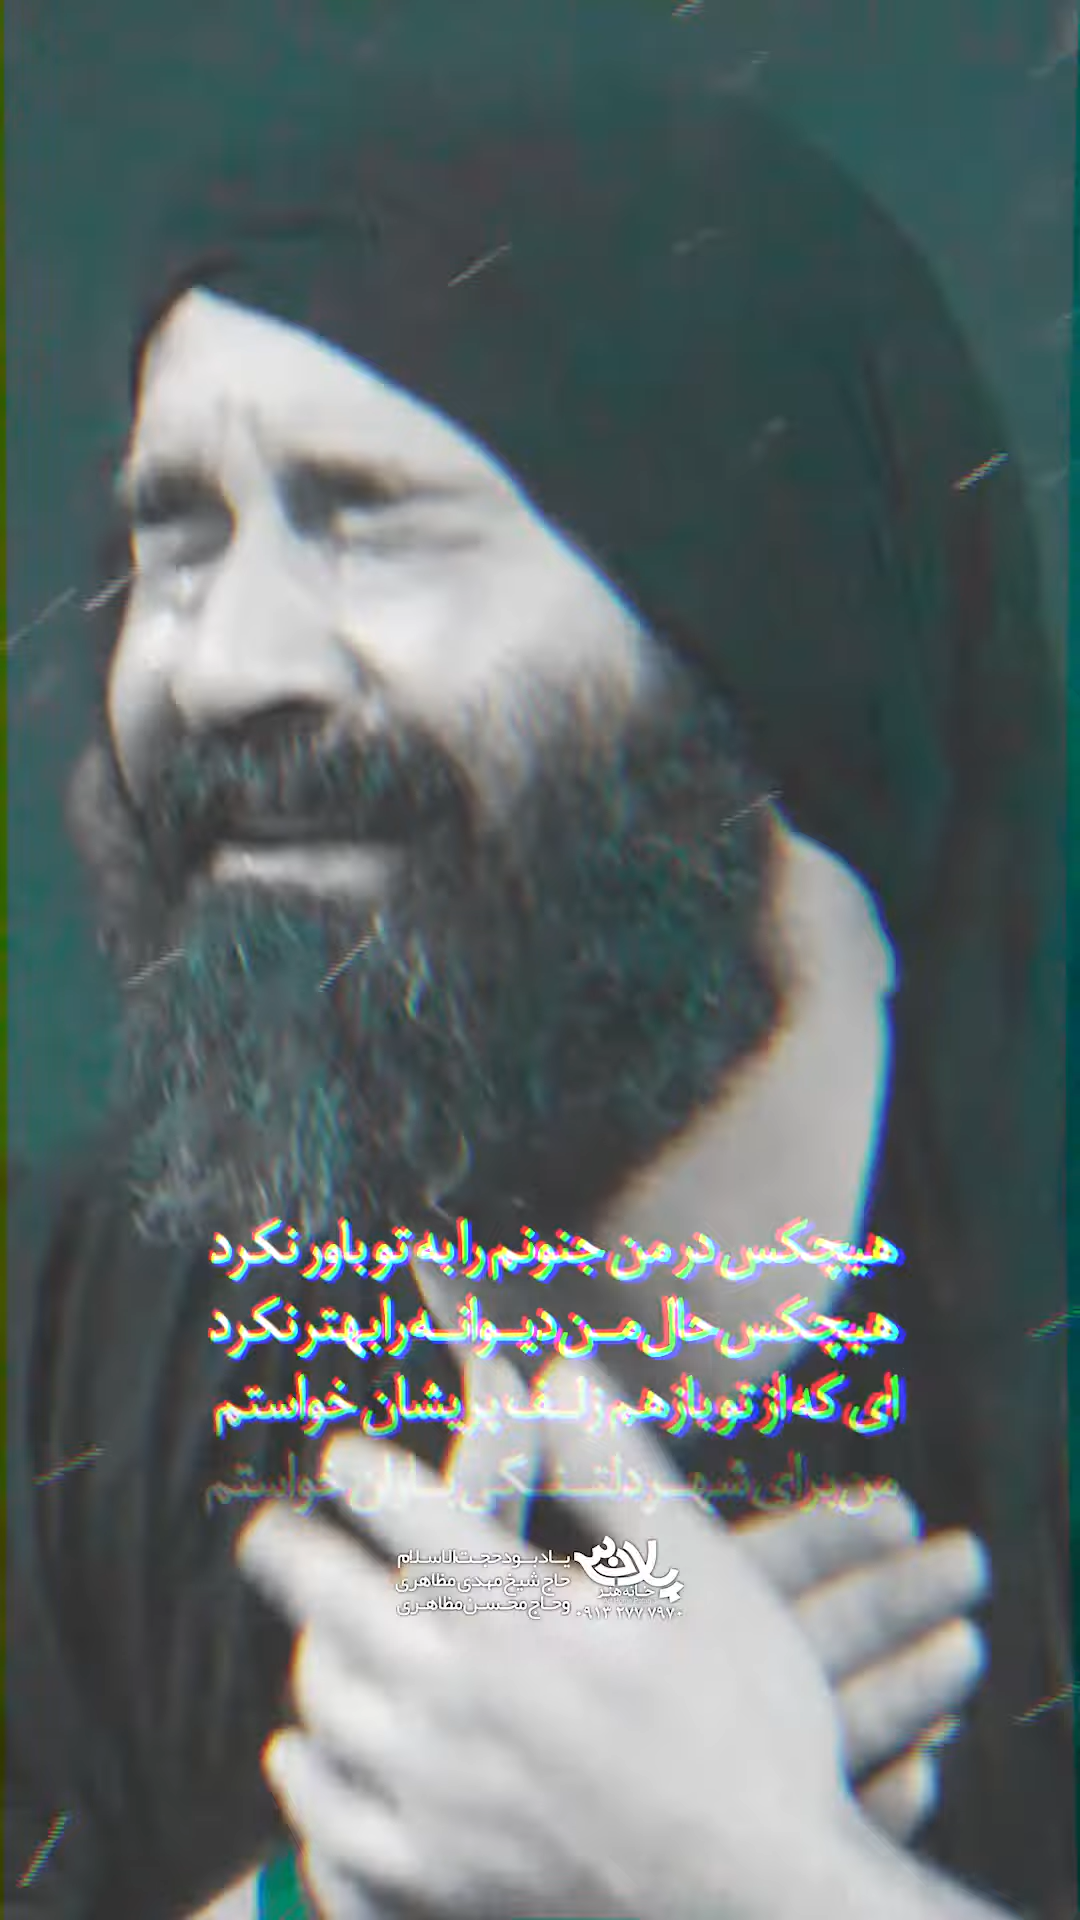 هیچکس در من جنونم را به تو باور نکرد
هیچکس حال من دیوانه را بهتر نکرد
ای که از تو باز هم زلف پریشان خواستم
من برای شهر دلتنگی باران خواستم
پلان
خانه هنر
۰۹۱۳ ۲۷۷ ۷۹۷۰
یادبود حجت‌الاسلام
حاج شیخ مهدی مظاهری
و حاج محسن مظاهری